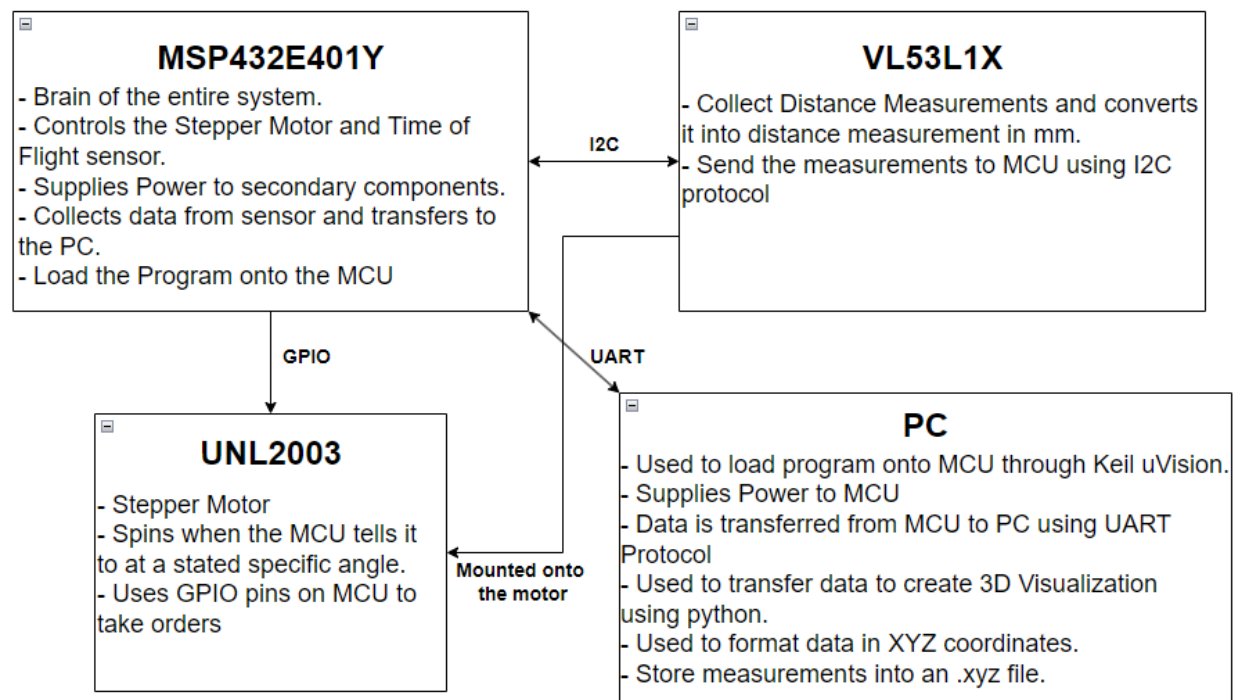 MSP432E401Y
- Brain of the entire system.
- Controls the Stepper Motor and Time of
Flight sensor.
- Supplies Power to secondary components.
- Collects data from sensor and transfers to
the PC.
- Load the Program onto the MCU
I2C
VL53L1X
- Collect Distance Measurements and converts
it into distance measurement in mm.
- Send the measurements to MCU using I2C
protocol
GPIO
UART
UNL2003
- Stepper Motor
- Spins when the MCU tells it
to at a stated specific angle.
- Uses GPIO pins on MCU to
take orders
Mounted onto
the motor
PC
- Used to load program onto MCU through Keil uVision.
- Supplies Power to MCU
- Data is transferred from MCU to PC using UART
Protocol
- Used to transfer data to create 3D Visualization
using python.
- Used to format data in XYZ coordinates.
- Store measurements into an .xyz file.